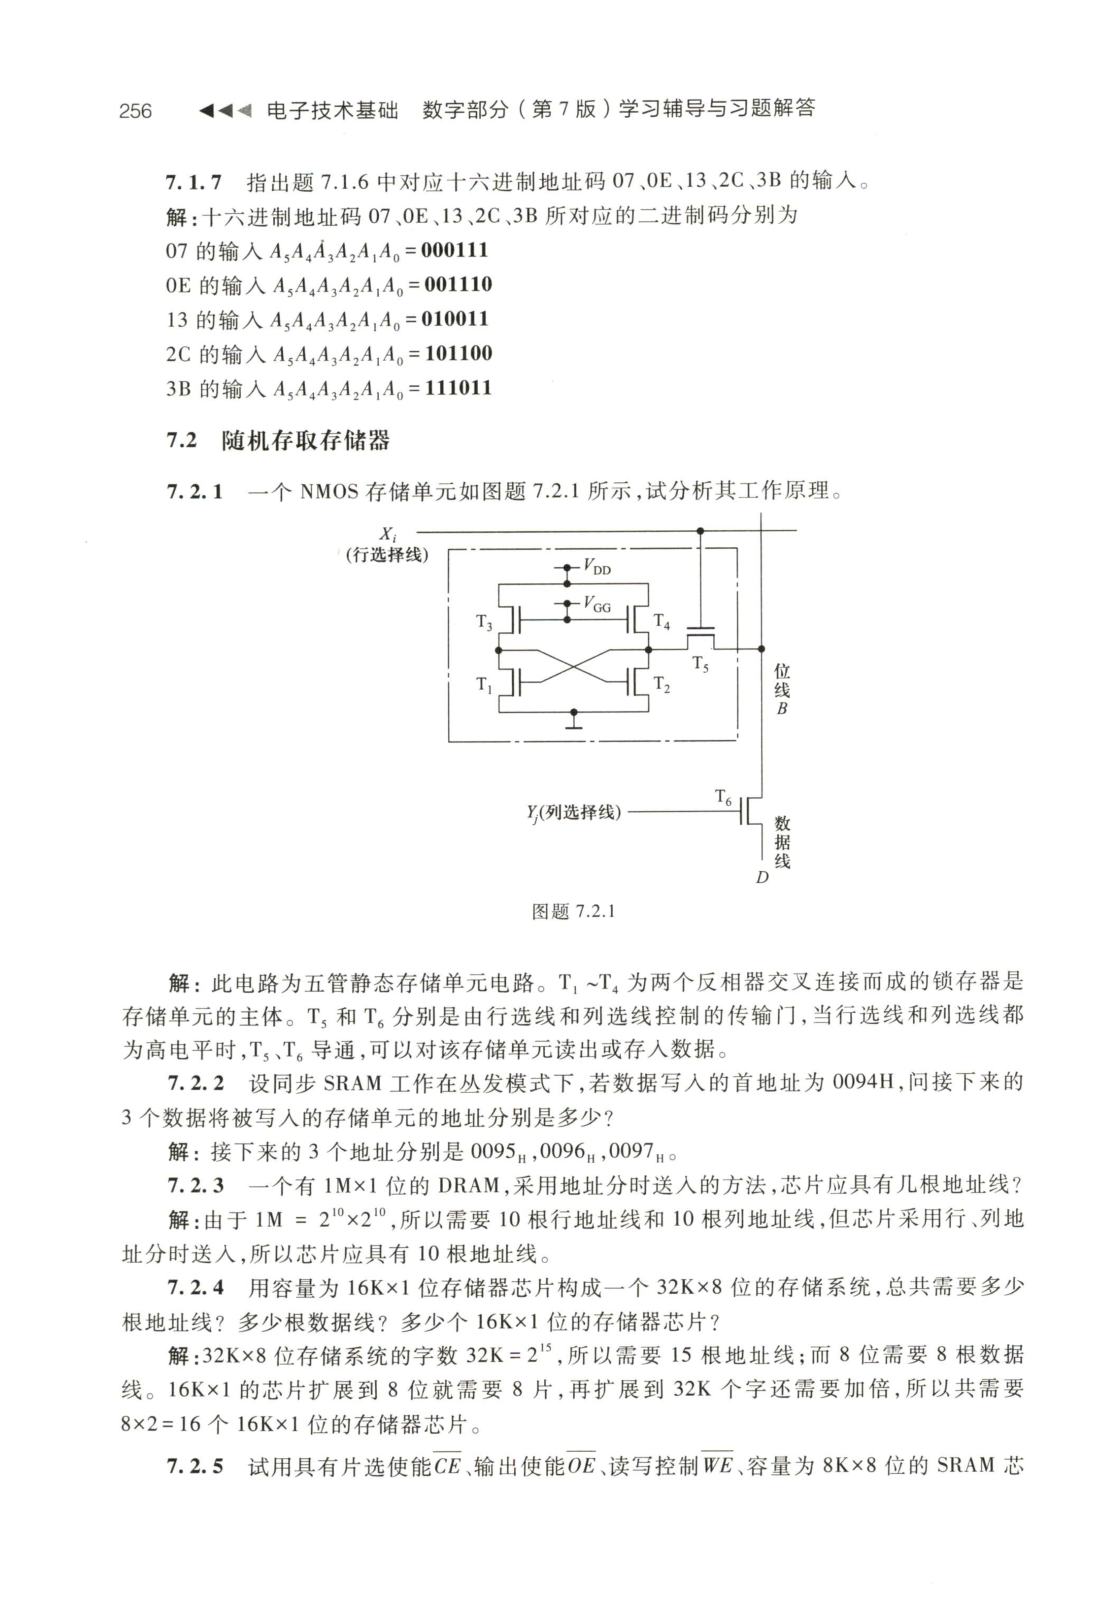 256 ◀◀◀ 电子技术基础 数字部分(第7版)学习辅导与习题解答
7.1.7 指出题 7.1.6 中对应十六进制地址码 07、0E、13、2C、3B 的输入。
解:十六进制地址码 07、0E、13、2C、3B 所对应的二进制码分别为
07 的输入 A₅A₄A₃A₂A₁A₀=000111
0E 的输入 A₅A₄A₃A₂A₁A₀=001110
13 的输入 A₅A₄A₃A₂A₁A₀=010011
2C 的输入 A₅A₄A₃A₂A₁A₀=101100
3B 的输入 A₅A₄A₃A₂A₁A₀=111011
7.2 随机存取存储器
7.2.1 一个 NMOS 存储单元如图题 7.2.1 所示,试分析其工作原理。
Xᵢ
(行选择线)
V_DD
V_GG
T₃
T₄
T₅
T₁
T₂
位线B
Yⱼ(列选择线)
T₆
数据线
D
图题 7.2.1
解: 此电路为五管静态存储单元电路。T₁~T₄ 为两个反相器交叉连接而成的锁存器是
存储单元的主体。T₅ 和 T₆ 分别是由行选线和列选线控制的传输门,当行选线和列选线都
为高电平时,T₅、T₆ 导通,可以对该存储单元读出或存入数据。
7.2.2 设同步 SRAM 工作在丛发模式下,若数据写入的首地址为 0094H,问接下来的
3 个数据将被写入的存储单元的地址分别是多少?
解: 接下来的 3 个地址分别是 0095_H,0096_H,0097_H。
7.2.3 一个有 1M×1 位的 DRAM,采用地址分时送入的方法,芯片应具有几根地址线?
解:由于 1M = 2¹⁰×2¹⁰,所以需要 10 根行地址线和 10 根列地址线,但芯片采用行、列地
址分时送入,所以芯片应具有 10 根地址线。
7.2.4 用容量为 16K×1 位存储器芯片构成一个 32K×8 位的存储系统,总共需要多少
根地址线? 多少根数据线? 多少个 16K×1 位的存储器芯片?
解:32K×8 位存储系统的字数 32K=2¹⁵,所以需要 15 根地址线;而 8 位需要 8 根数据
线。16K×1 的芯片扩展到 8 位就需要 8 片,再扩展到 32K 个字还需要加倍,所以共需要
8×2=16 个 16K×1 位的存储器芯片。
7.2.5 试用具有片选使能C̅E̅、输出使能O̅E̅、读写控制W̅E̅、容量为 8K×8 位的 SRAM 芯